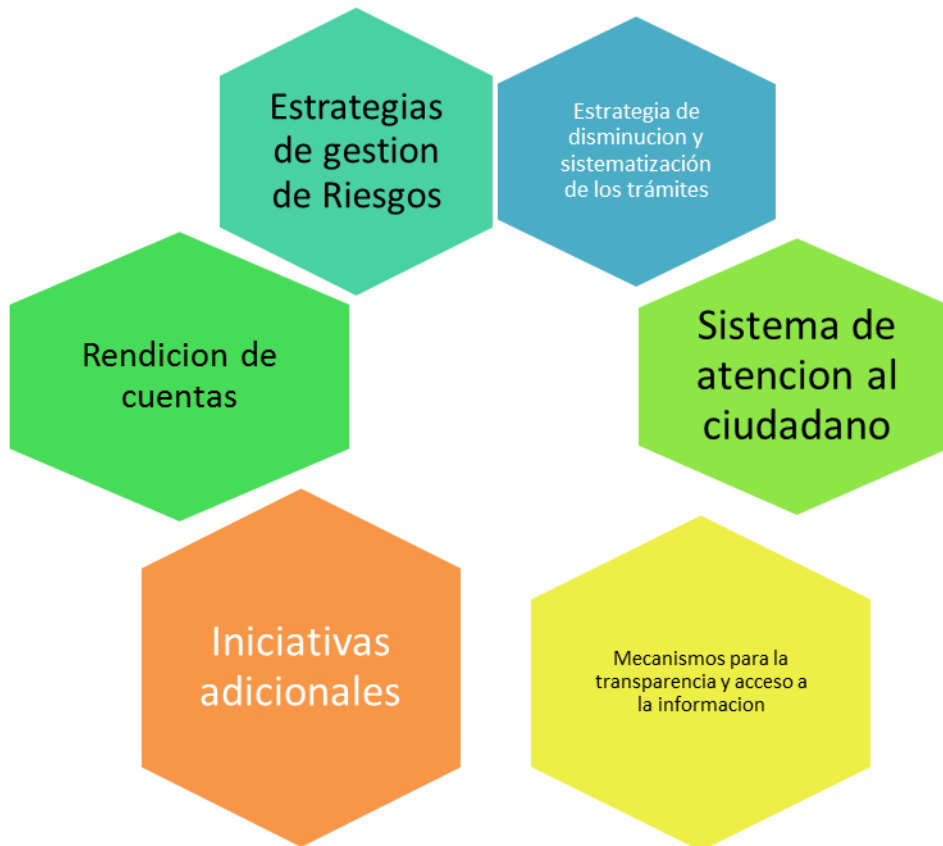 Estrategias
de gestion
de Riesgos
Estrategia de
disminucion y
sistematización
de los trámites
Rendicion de
cuentas
Sistema de
atencion al
ciudadano
Iniciativas
adicionales
Mecanismos para la
transparencia y acceso a
la informacion